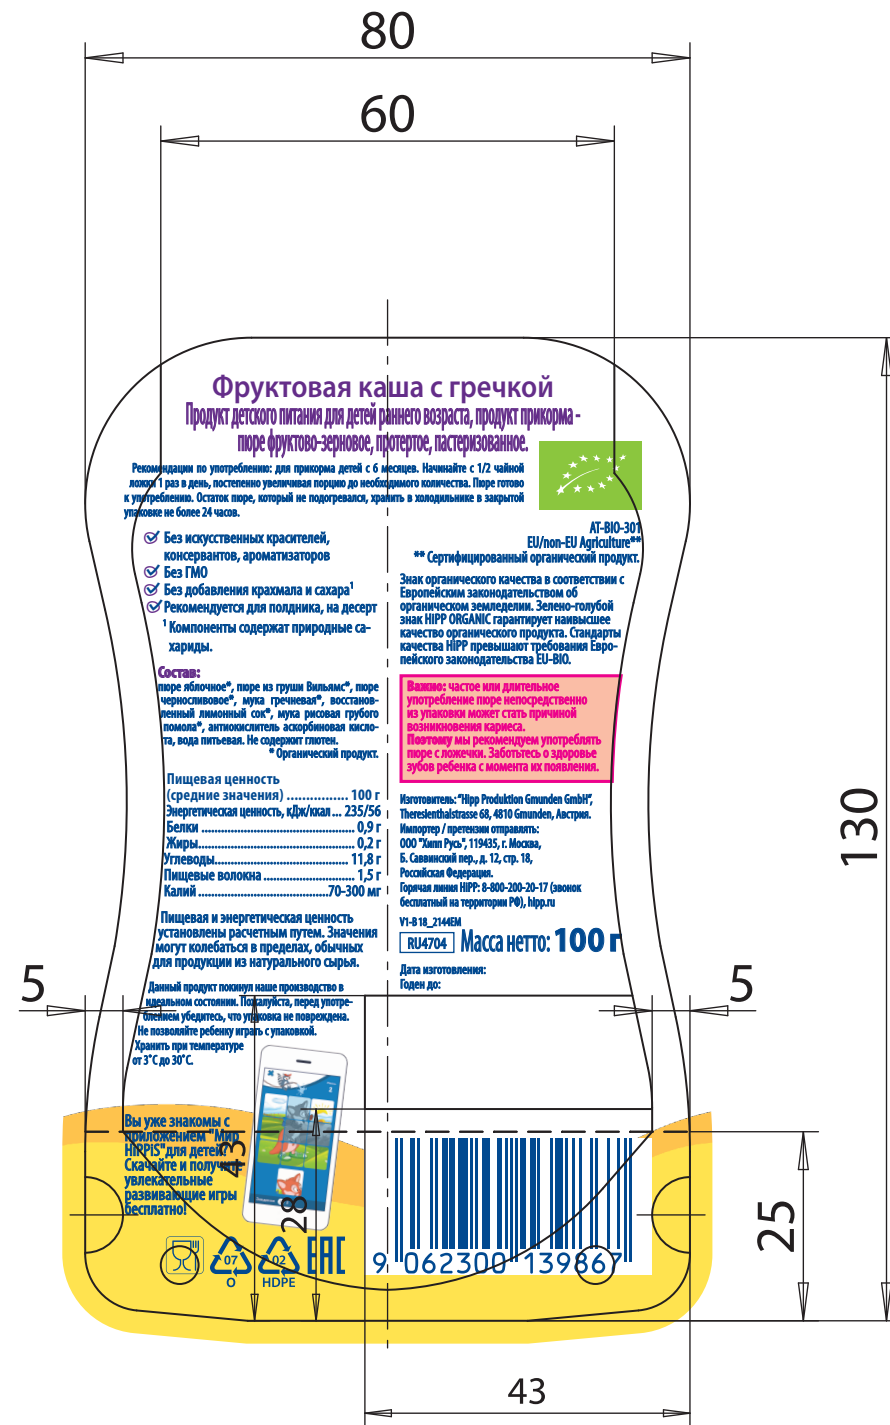 80
60
Фруктовая каша с гречкой
Продукт детского питания для детей раннего возраста, продукт прикорма -
пюре фруктово-зерновое, протертое, пастеризованное.
Рекомендации по употреблению: для прикорма детей с 6 месяцев. Начинайте с 1/2 чайной
ложки 1 раз в день, постепенно увеличивая порцию до необходимого количества. Пюре готово
к употреблению. Остаток пюре, который не подогревался, хранить в холодильнике в закрытой
упаковке не более 24 часов.
Без искусственных красителей,
консервантов, ароматизаторов
Без ГМО
Без добавления крахмала и сахара¹
Рекомендуется для полдника, на десерт
¹ Компоненты содержат природные са-
хариды.
Состав:
пюре яблочное*, пюре из груши Вильямс*, пюре
черносливовое*, мука гречневая*, восстанов-
ленный лимонный сок*, мука рисовая грубого
помола*, антиокислитель аскорбиновая кисло-
та, вода питьевая. Не содержит глютен.
* Органический продукт.
Пищевая ценность
(средние значения) ................ 100 г
Энергетическая ценность, кДж/ккал ... 235/56
Белки ............................................. 0,9 г
Жиры.............................................. 0,2 г
Углеводы....................................... 11,8 г
Пищевые волокна .......................... 1,5 г
Калий ......................................70-300 мг
Пищевая и энергетическая ценность
установлены расчетным путем. Значения
могут колебаться в пределах, обычных
для продукции из натурального сырья.
Данный продукт покинул наше производство в
идеальном состоянии. Пожалуйста, перед употре-
блением убедитесь, что упаковка не повреждена.
Не позволяйте ребенку играть с упаковкой.
Хранить при температуре
от 3˚С до 30˚С.
AT-BIO-301
EU/non-EU Agriculture**
** Сертифицированный органический продукт.
Знак органического качества в соответствии с
Европейским законодательством об
органическом земледелии. Зелено-голубой
знак HIPP ORGANIC гарантирует наивысшее
качество органического продукта. Стандарты
качества HiPP превышают требования Евро-
пейского законодательства EU-BIO.
Важно: частое или длительное
употребление пюре непосредственно
из упаковки может стать причиной
возникновения кариеса.
Поэтому мы рекомендуем употреблять
пюре с ложечки. Заботьтесь о здоровье
зубов ребенка с момента их появления.
Изготовитель: "Hipp Produktion Gmunden GmbH",
Theresienthalstrasse 68, 4810 Gmunden, Австрия.
Импортер / претензии отправлять:
ООО "Хипп Русь", 119435, г. Москва,
Б. Саввинский пер., д. 12, стр. 18,
Российская Федерация.
Горячая линия HiPP: 8-800-200-20-17 (звонок
бесплатный на территории РФ), hipp.ru
V1-B 18_2144EM
RU4704 Масса нетто: 100 г
Дата изготовления:
Годен до:
5
5
130
Вы уже знакомы с
приложением "Мир
HiPPiS" для детей?
Скачайте и получи
увлекательные
развивающие игры
бесплатно!
43
28
25
07
O
02
HDPE
EAC
9 062300 139867
43